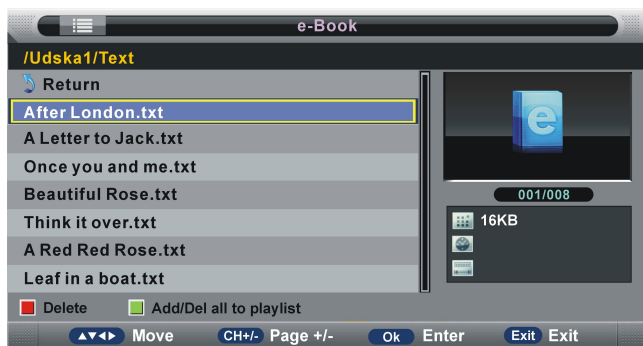 e-Book
/Udska1/Text
Return
After London.txt
A Letter to Jack.txt
Once you and me.txt
Beautiful Rose.txt
Think it over.txt
A Red Red Rose.txt
Leaf in a boat.txt
e
001/008
16KB
Delete Add/Del all to playlist
▲▼◄► Move CH+/- Page +/- Ok Enter Exit Exit